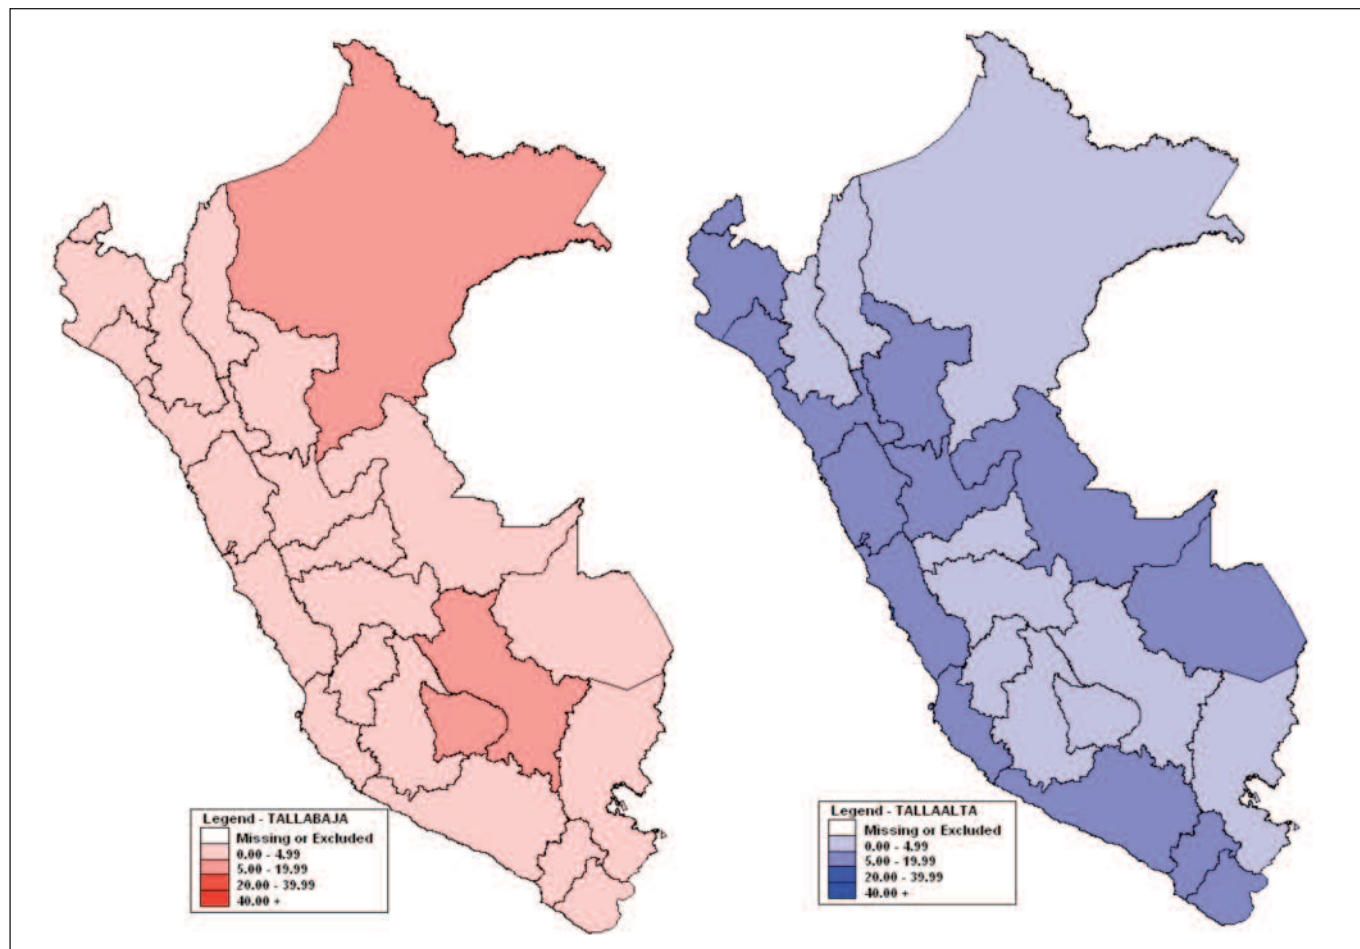 Legend - TALLABAJA
Missing or Excluded
0.00 - 4.99
5.00 - 19.99
20.00 - 39.99
40.00 +
Legend - TALLAALTA
Missing or Excluded
0.00 - 4.99
5.00 - 19.99
20.00 - 39.99
40.00 +